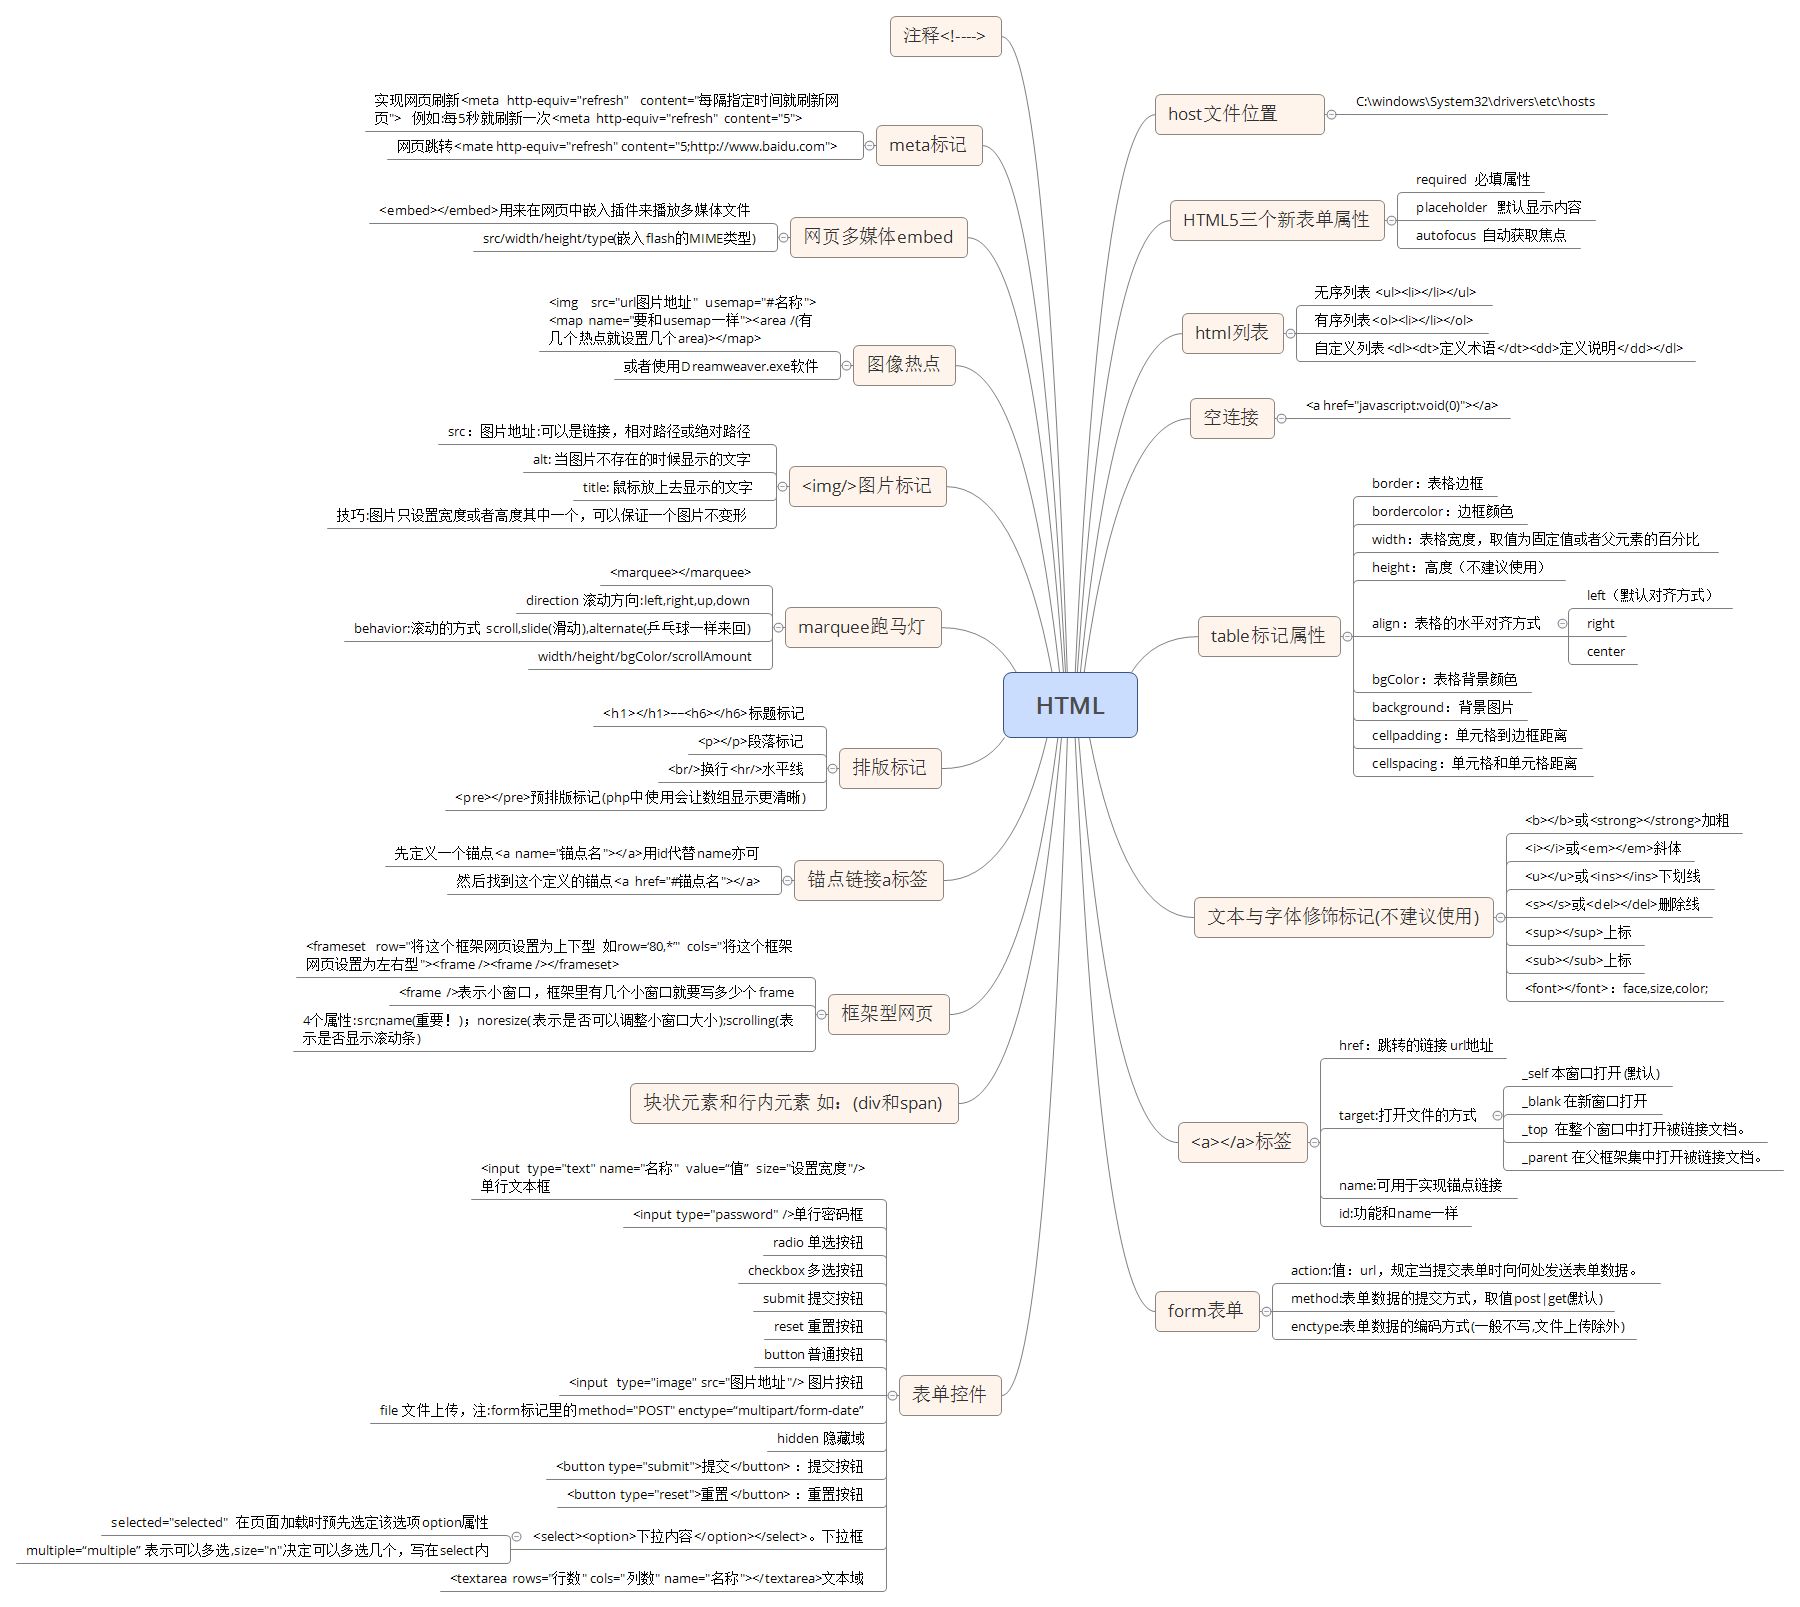 HTML
注释<!---->
meta标记
实现网页刷新<meta http-equiv="refresh" content="每隔指定时间就刷新网
页"> 例如:每5秒就刷新一次<meta http-equiv="refresh" content="5">
网页跳转<mate http-equiv="refresh" content="5;http://www.baidu.com">
网页多媒体embed
<embed></embed>用来在网页中嵌入插件来播放多媒体文件
src/width/height/type(嵌入flash的MIME类型)
图像热点
<img src="url图片地址" usemap="#名称">
<map name="要和usemap一样"><area /(有
几个热点就设置几个area)></map>
或者使用Dreamweaver.exe软件
<img/>图片标记
src：图片地址:可以是链接，相对路径或绝对路径
alt: 当图片不存在的时候显示的文字
title: 鼠标放上去显示的文字
技巧:图片只设置宽度或者高度其中一个，可以保证一个图片不变形
marquee跑马灯
<marquee></marquee>
direction 滚动方向:left,right,up,down
behavior:滚动的方式 scroll,slide(滑动),alternate(乒乓球一样来回)
width/height/bgColor/scrollAmount
排版标记
<h1></h1>——<h6></h6>标题标记
<p></p>段落标记
<br/>换行<hr/>水平线
<pre></pre>预排版标记(php中使用会让数组显示更清晰)
锚点链接a标签
先定义一个锚点<a name="锚点名"></a>用id代替name亦可
然后找到这个定义的锚点<a href="#锚点名"></a>
框架型网页
<frameset row="将这个框架网页设置为上下型 如row=‘80,*’" cols="将这个框架
网页设置为左右型"><frame /><frame /></frameset>
<frame />表示小窗口，框架里有几个小窗口就要写多少个frame
4个属性:src;name(重要！)；noresize(表示是否可以调整小窗口大小);scrolling(表
示是否显示滚动条)
块状元素和行内元素 如：(div和span)
表单控件
<input type="text" name="名称" value=“值” size="设置宽度"/>
单行文本框
<input type="password" />单行密码框
radio 单选按钮
checkbox 多选按钮
submit 提交按钮
reset 重置按钮
button 普通按钮
<input type="image" src="图片地址"/> 图片按钮
file 文件上传，注:form标记里的method="POST" enctype=“multipart/form-date”
hidden 隐藏域
<button type="submit">提交</button> ：提交按钮
<button type="reset">重置</button> ：重置按钮
<select><option>下拉内容</option></select>。下拉框
selected="selected" 在页面加载时预先选定该选项option属性
multiple=“multiple” 表示可以多选,size="n"决定可以多选几个，写在select内
<textarea rows="行数" cols="列数" name="名称"></textarea>文本域
host文件位置
C:\windows\System32\drivers\etc\hosts
HTML5三个新表单属性
required 必填属性
placeholder 默认显示内容
autofocus 自动获取焦点
html列表
无序列表 <ul><li></li></ul>
有序列表<ol><li></li></ol>
自定义列表<dl><dt>定义术语</dt><dd>定义说明</dd></dl>
空连接
<a href="javascript:void(0)"></a>
table标记属性
border：表格边框
bordercolor：边框颜色
width：表格宽度，取值为固定值或者父元素的百分比
height：高度（不建议使用）
align：表格的水平对齐方式
left（默认对齐方式）
right
center
bgColor：表格背景颜色
background：背景图片
cellpadding：单元格到边框距离
cellspacing：单元格和单元格距离
文本与字体修饰标记(不建议使用)
<b></b>或<strong></strong>加粗
<i></i>或<em></em>斜体
<u></u>或<ins></ins>下划线
<s></s>或<del></del>删除线
<sup></sup>上标
<sub></sub>上标
<font></font>：face,size,color;
<a></a>标签
href：跳转的链接 url地址
target:打开文件的方式
_self 本窗口打开(默认)
_blank 在新窗口打开
_top 在整个窗口中打开被链接文档。
_parent 在父框架集中打开被链接文档。
name:可用于实现锚点链接
id:功能和name一样
form表单
action:值：url，规定当提交表单时向何处发送表单数据。
method:表单数据的提交方式，取值post|get(默认)
enctype:表单数据的编码方式(一般不写,文件上传除外)